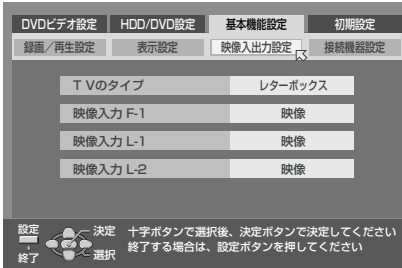 DVDビデオ設定 HDD/DVD設定 基本機能設定 初期設定
録画／再生設定 表示設定 映像入出力設定 接続機器設定
TVのタイプ レターボックス
映像入力 F-1 映像
映像入力 L-1 映像
映像入力 L-2 映像
設定 決定 十字ボタンで選択後、決定ボタンで決定してください
終了 選択 終了する場合は、設定ボタンを押してください